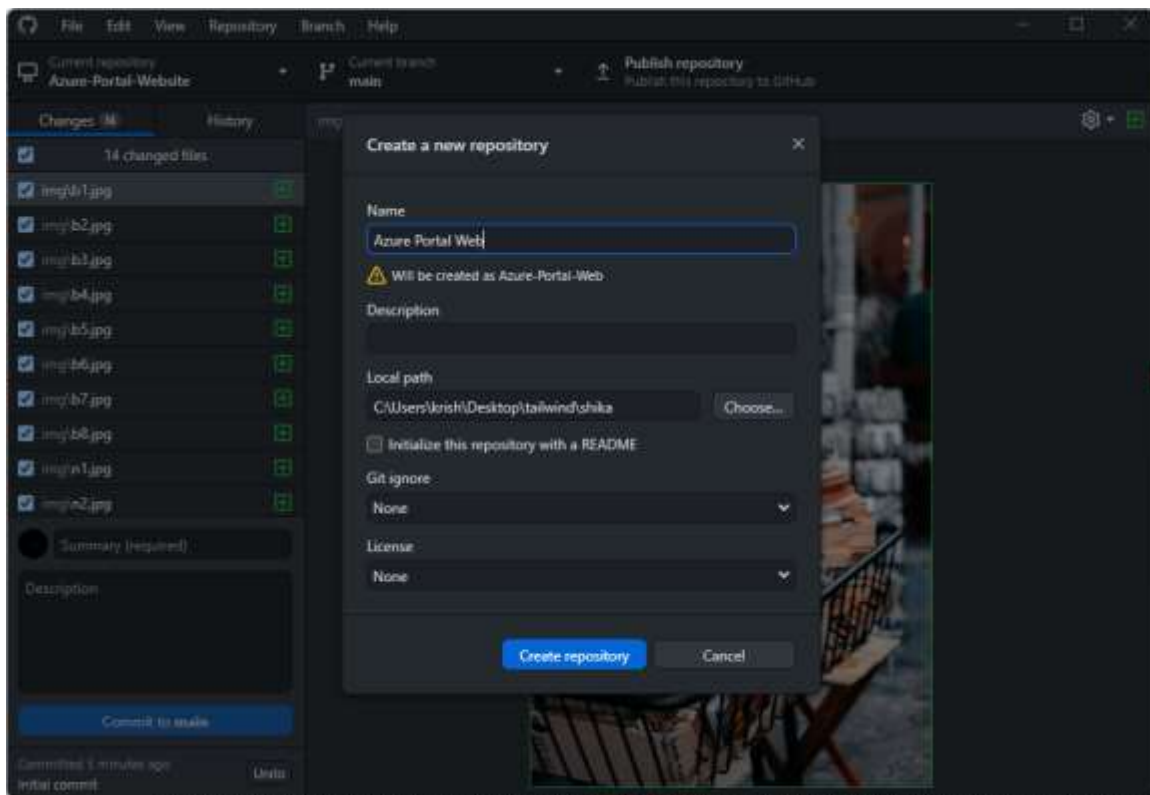 File Edit View Repository Branch Help
Current repository
Azure-Portal-Website
Current branch
main
Publish repository
Publish this repository to GitHub
Changes 14
History
img
14 changed files
img\b1.jpg
img\b2.jpg
img\b3.jpg
img\b4.jpg
img\b5.jpg
img\b6.jpg
img\b7.jpg
img\b8.jpg
img\n1.jpg
img\n2.jpg
Summary (required)
Description
Commit to main
Committed 5 minutes ago
Initial commit
Undo
Create a new repository
Name
Azure Portal Web
Will be created as Azure-Portal-Web
Description
Local path
C:\Users\krish\Desktop\tailwind\shika
Choose...
Initialize this repository with a README
Git ignore
None
License
None
Create repository
Cancel